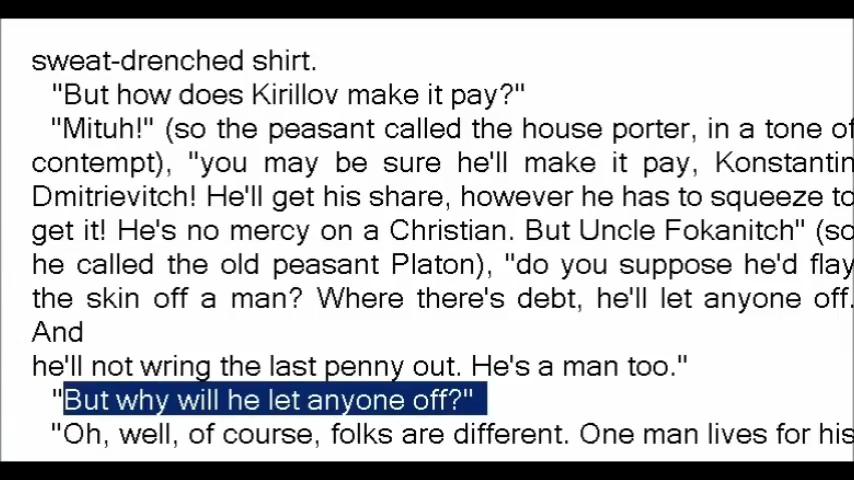 sweat-drenched shirt.
"But how does Kirillov make it pay?"
"Mituh!" (so the peasant called the house porter, in a tone of
contempt), "you may be sure he'll make it pay, Konstantin
Dmitrievitch! He'll get his share, however he has to squeeze to
get it! He's no mercy on a Christian. But Uncle Fokanitch" (so
he called the old peasant Platon), "do you suppose he'd flay
the skin off a man? Where there's debt, he'll let anyone off.
And
he'll not wring the last penny out. He's a man too."
"But why will he let anyone off?"
"Oh, well, of course, folks are different. One man lives for his